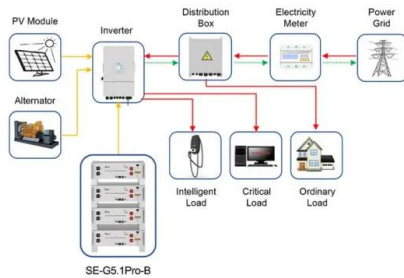 PV Module
Inverter
Distribution
Box
Electricity
Meter
Power
Grid
Alternator
Intelligent
Load
Critical
Load
Ordinary
Load
SE-G5.1Pro-B